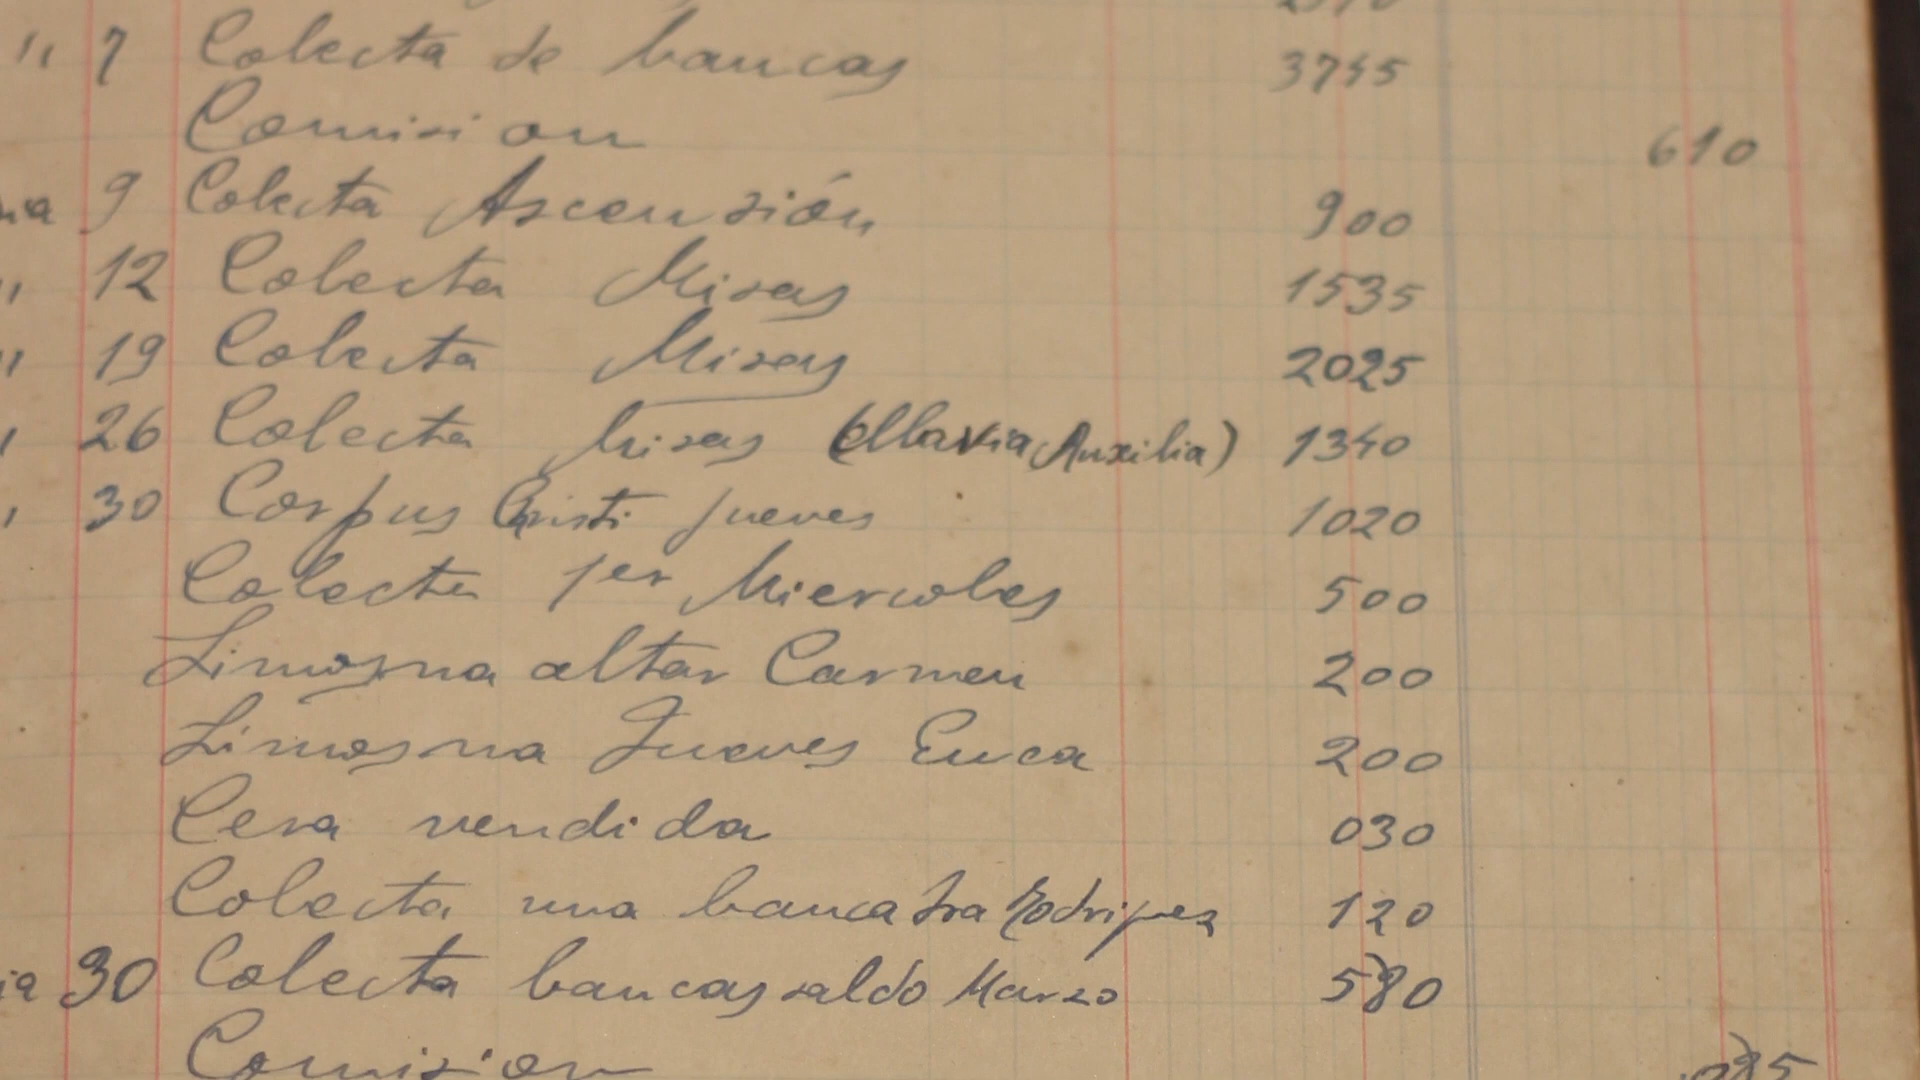 " 7 Colecta de bancas 3745
Comision 610
9 Colecta Ascensión 900
" 12 Colecta Misas 1535
" 19 Colecta Misas 2025
26 Colecta Misas (Maria Auxilia) 1340
30 Corpus Cristi jueves 1020
Colecta 1er Miercoles 500
Limosna altar Carmen 200
Limosna Jueves Euca 200
Cera vendida 030
Colecta una banca Sra Rodriguez 120
30 Colecta bancas saldo Marzo 580
Comision